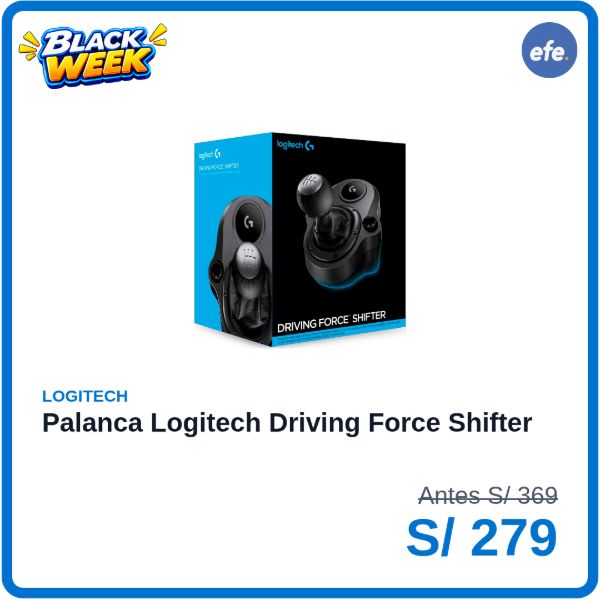 BLACK
WEEK
efe.
logitech G
DRIVING FORCE SHIFTER
logitech G
DRIVING FORCE SHIFTER
LOGITECH
Palanca Logitech Driving Force Shifter
Antes S/ 369
S/ 279